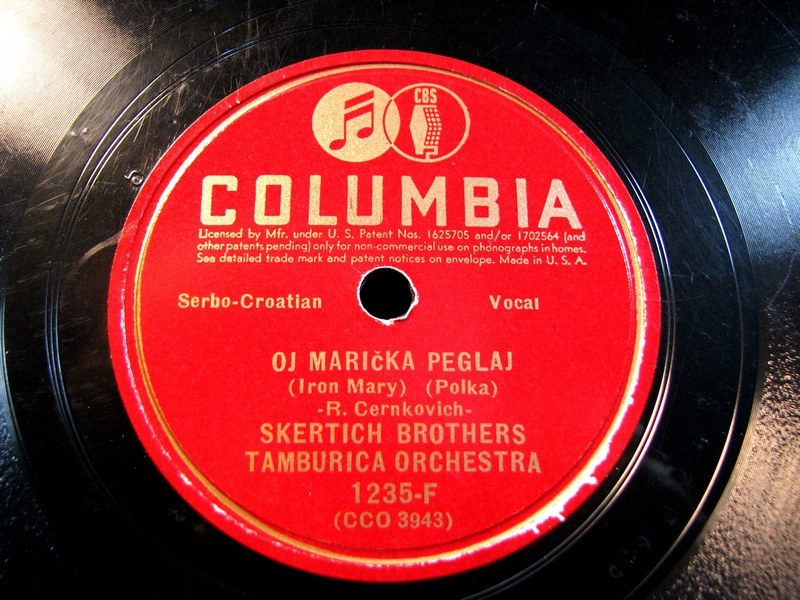 CBS
COLUMBIA
Licensed by Mfr. under U. S. Patent Nos. 1625705 and/or 1702564 (and
other patents pending) only for non-commercial use on phonographs in homes.
See detailed trade mark and patent notices on envelope. Made in U. S. A.
Serbo-Croatian Vocal
OJ MARIčKA PEGLAJ
(Iron Mary) (Polka)
-R. Cernkovich-
SKERTICH BROTHERS
TAMBURICA ORCHESTRA
1235-F
(CCO 3943)